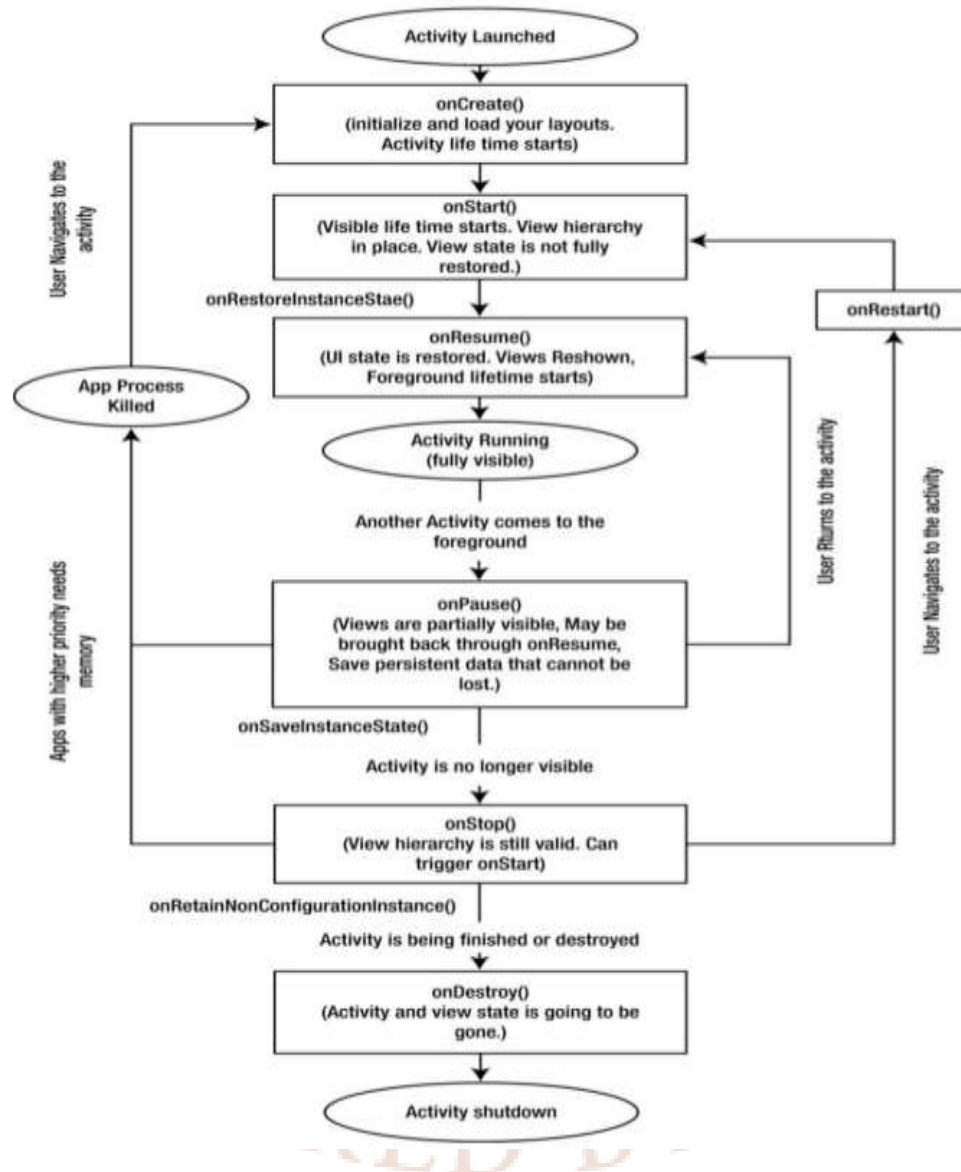 Activity Launched
onCreate()
(initialize and load your layouts.
Activity life time starts)
User Navigates to the
activity
onStart()
(Visible life time starts. View hierarchy
in place. View state is not fully
restored.)
onRestoreInstanceStae()
onRestart()
onResume()
(UI state is restored. Views Reshown,
Foreground lifetime starts)
App Process
Killed
Activity Running
(fully visible)
Another Activity comes to the
foreground
User Rturns to the activity
User Navigates to the activity
Apps with higher priority needs
memory
onPause()
(Views are partially visible, May be
brought back through onResume,
Save persistent data that cannot be
lost.)
onSaveInstanceState()
Activity is no longer visible
onStop()
(View hierarchy is still valid. Can
trigger onStart)
onRetainNonConfigurationInstance()
Activity is being finished or destroyed
onDestroy()
(Activity and view state is going to be
gone.)
Activity shutdown